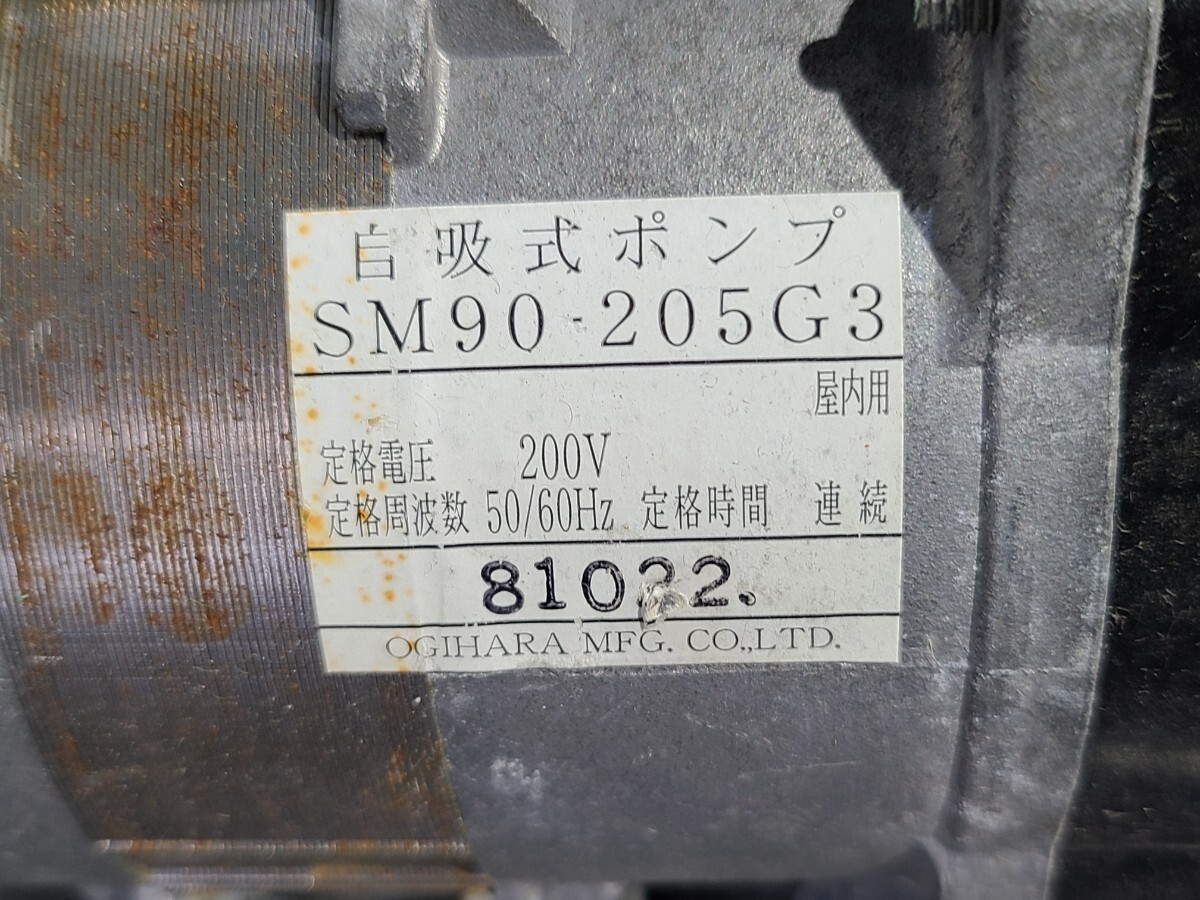 自吸式ポンプ
SM90-205G3
屋内用
定格電圧 200V
定格周波数 50/60Hz 定格時間 連続
81022.
OGIHARA MFG. CO.,LTD.